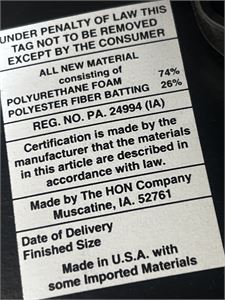 UNDER PENALTY OF LAW THIS
TAG NOT TO BE REMOVED
EXCEPT BY THE CONSUMER
ALL NEW MATERIAL
consisting of
POLYURETHANE FOAM 74%
POLYESTER FIBER BATTING 26%
REG. NO. PA. 24994 (IA)
Certification is made by the
manufacturer that the materials
in this article are described in
accordance with law.
Made by The HON Company
Muscatine, IA. 52761
Date of Delivery
Finished Size
Made in U.S.A. with
some Imported Materials